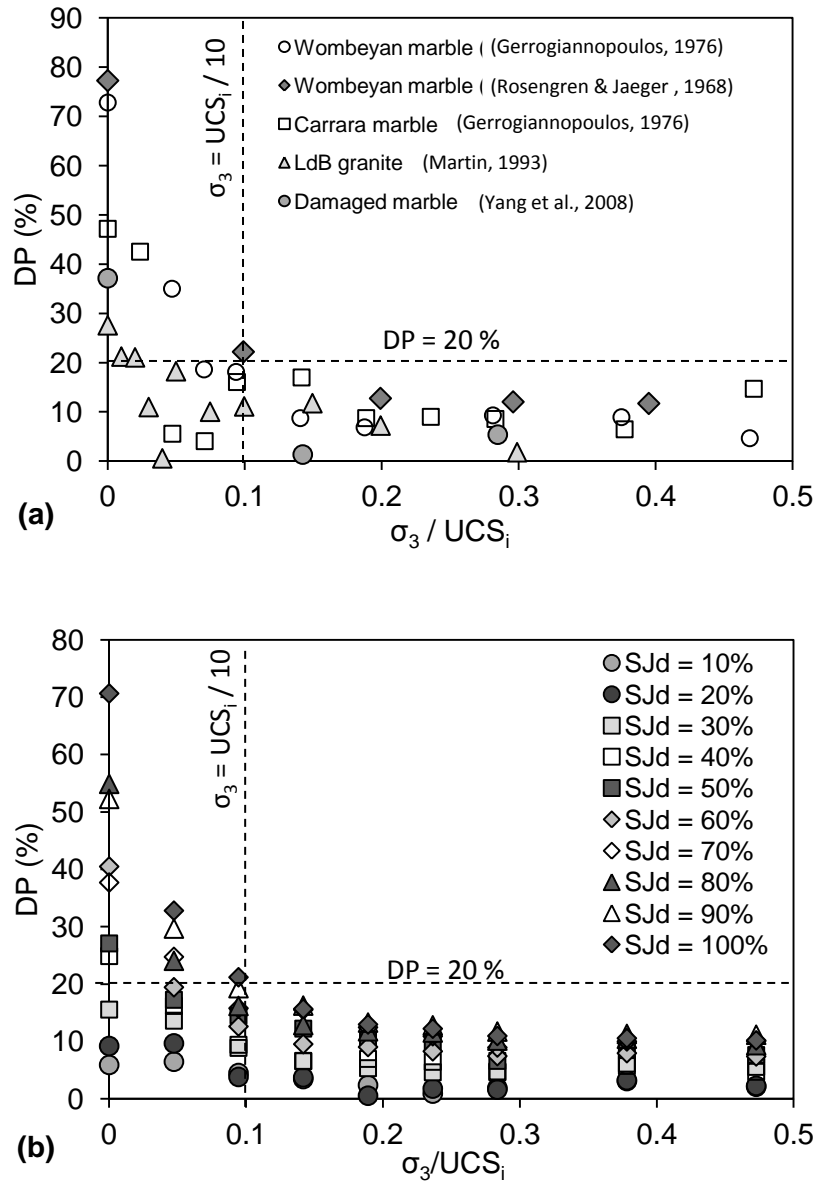 90
80
70
60
50
40
30
20
10
0
DP (%)
σ3 = UCSi / 10
Wombeyan marble ( (Gerrogiannopoulos, 1976)
Wombeyan marble ( (Rosengren & Jaeger , 1968)
Carrara marble (Gerrogiannopoulos, 1976)
LdB granite (Martin, 1993)
Damaged marble (Yang et al., 2008)
DP = 20 %
0 0.1 0.2 0.3 0.4 0.5
(a)
σ3 / UCSi
80
70
60
50
40
30
20
10
0
DP (%)
σ3 = UCSi / 10
SJd = 10%
SJd = 20%
SJd = 30%
SJd = 40%
SJd = 50%
SJd = 60%
SJd = 70%
SJd = 80%
SJd = 90%
SJd = 100%
DP = 20 %
0 0.1 0.2 0.3 0.4 0.5
(b)
σ3/UCSi